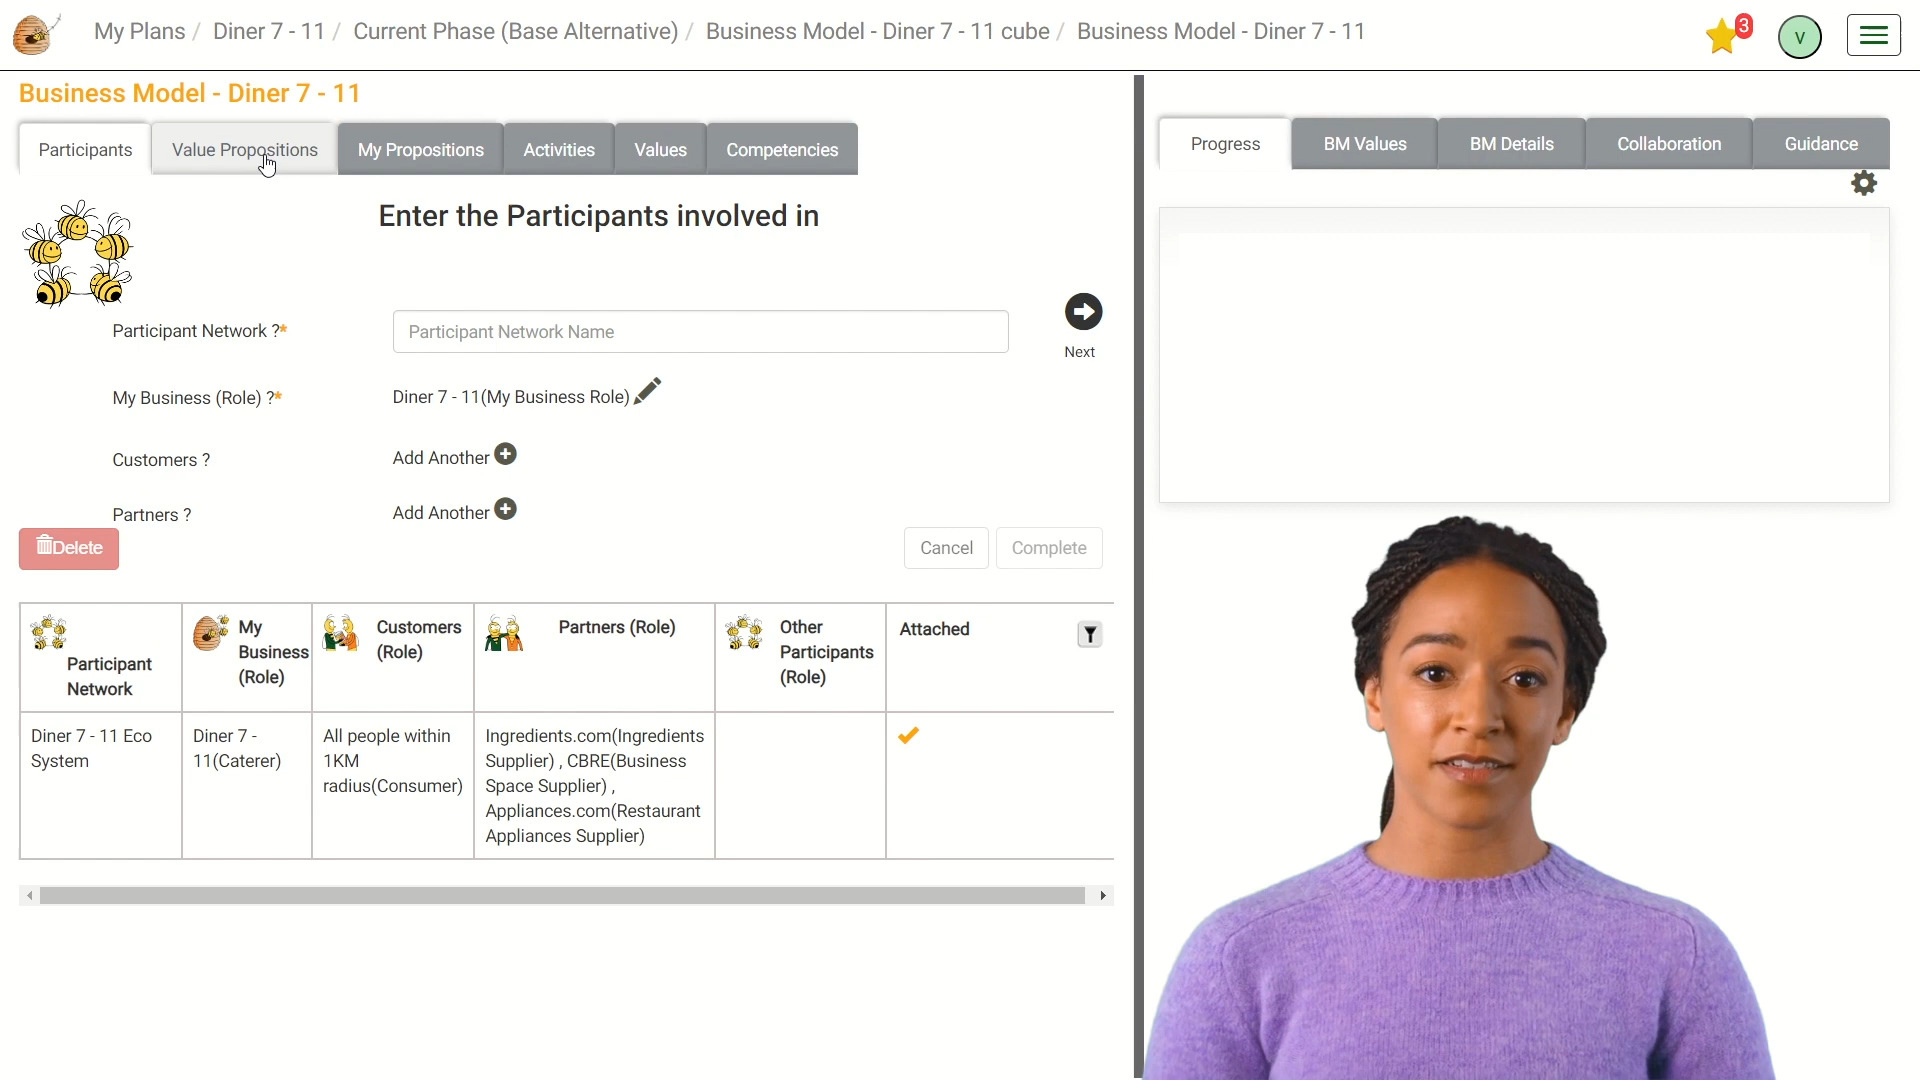 My Plans / Diner 7 - 11 / Current Phase (Base Alternative) / Business Model - Diner 7 - 11 cube / Business Model - Diner 7 - 11
3
V
Business Model - Diner 7 - 11
Participants
Value Propositions
My Propositions
Activities
Values
Competencies
Progress
BM Values
BM Details
Collaboration
Guidance
Enter the Participants involved in
Participant Network ?*
Participant Network Name
Next
My Business (Role) ?*
Diner 7 - 11(My Business Role)
Customers ?
Add Another
Partners ?
Add Another
Delete
Cancel
Complete
Participant
Network
My
Business
(Role)
Customers
(Role)
Partners (Role)
Other
Participants
(Role)
Attached
Diner 7 - 11 Eco
System
Diner 7 -
11(Caterer)
All people within
1KM
radius(Consumer)
Ingredients.com(Ingredients
Supplier) , CBRE(Business
Space Supplier) ,
Appliances.com(Restaurant
Appliances Supplier)